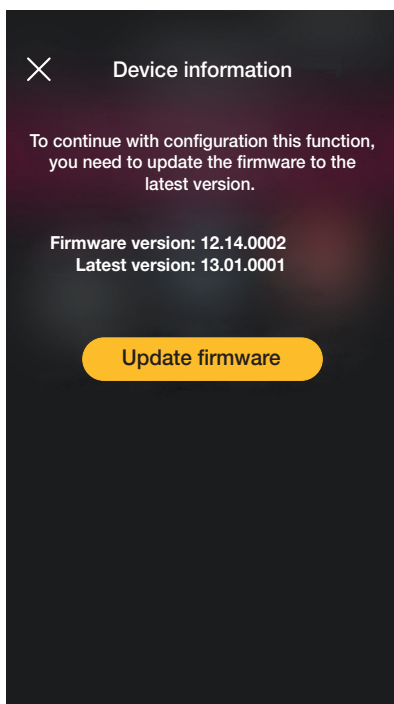 Device information
To continue with configuration this function,
you need to update the firmware to the
latest version.
Firmware version: 12.14.0002
Latest version: 13.01.0001
Update firmware